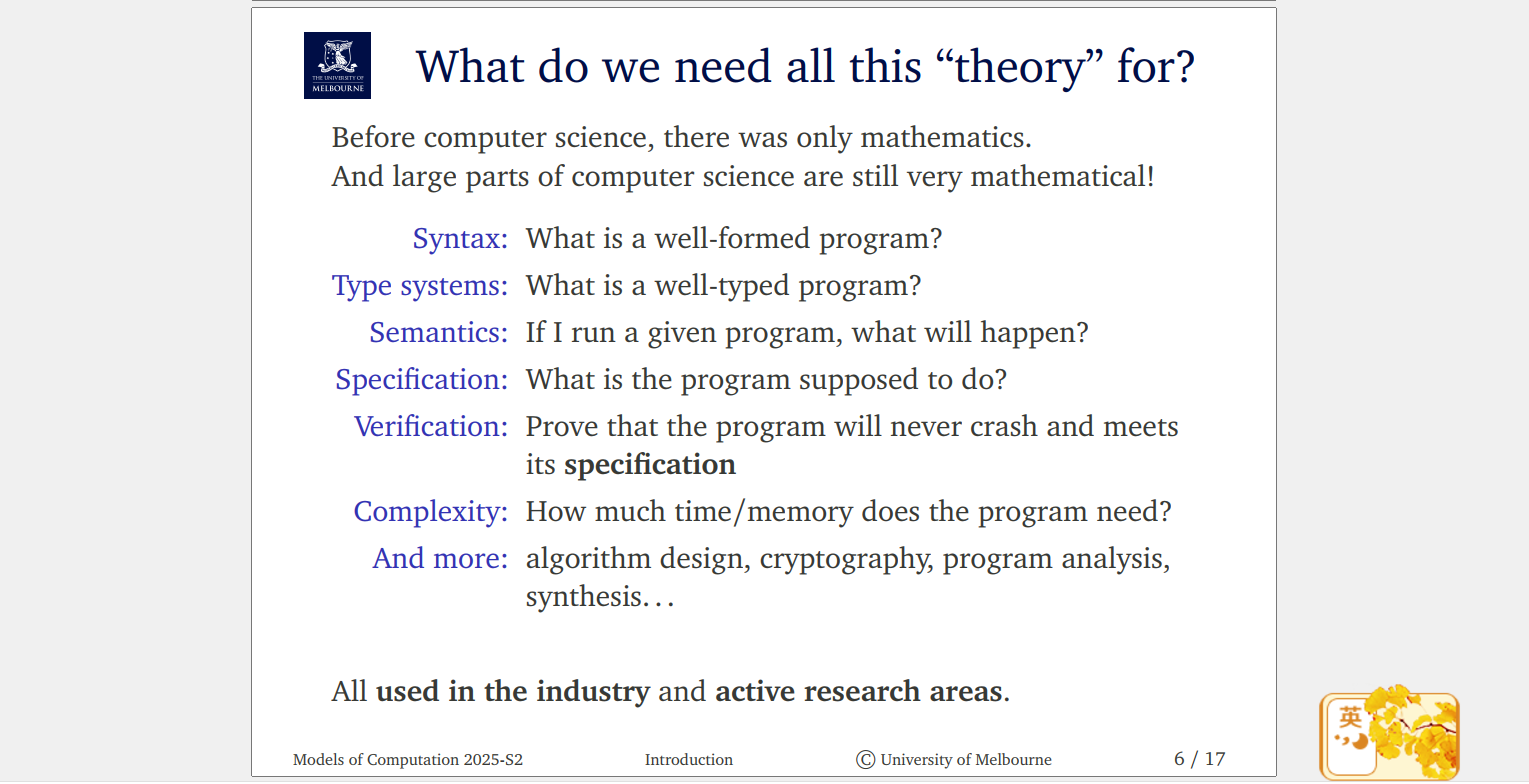 THE UNIVERSITY OF
MELBOURNE
What do we need all this “theory” for?
Before computer science, there was only mathematics.
And large parts of computer science are still very mathematical!
Syntax: What is a well-formed program?
Type systems: What is a well-typed program?
Semantics: If I run a given program, what will happen?
Specification: What is the program supposed to do?
Verification: Prove that the program will never crash and meets
its specification
Complexity: How much time/memory does the program need?
And more: algorithm design, cryptography, program analysis,
synthesis...
All used in the industry and active research areas.
Models of Computation 2025-S2 Introduction © University of Melbourne 6 / 17
英